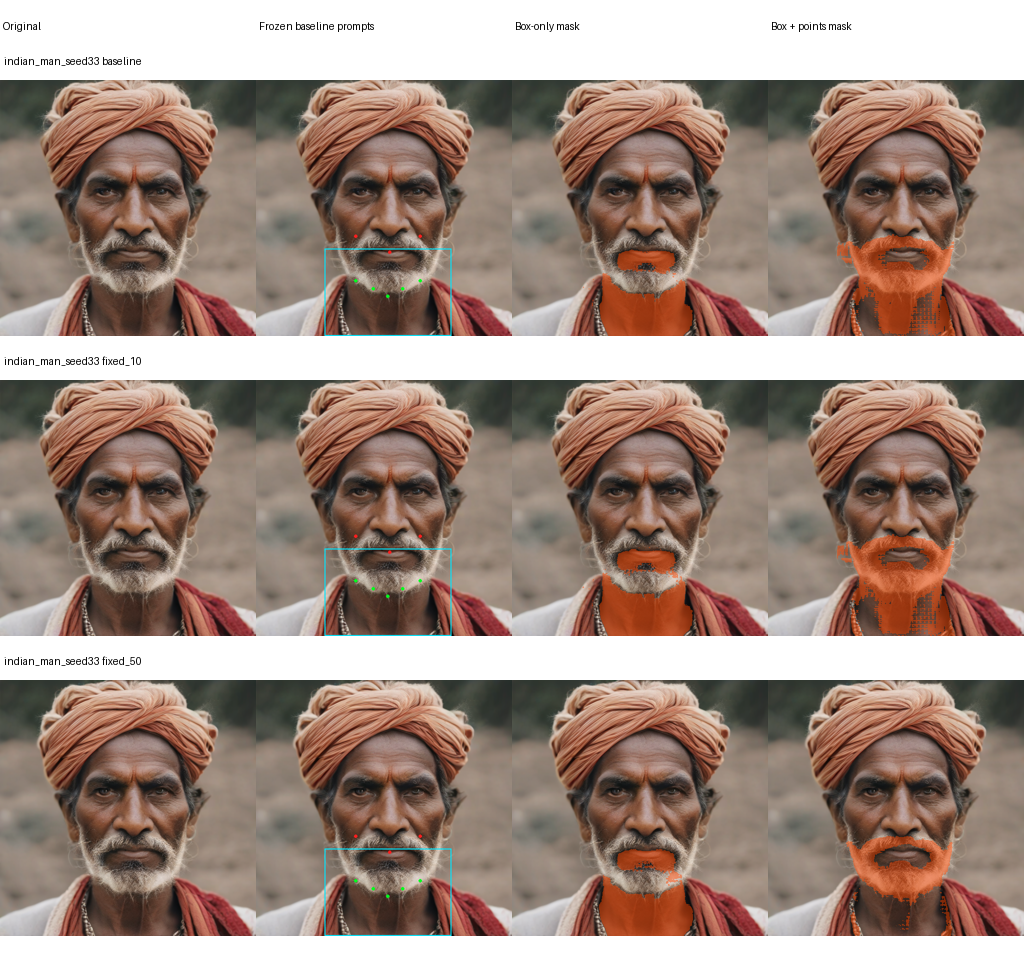 Original
Frozen baseline prompts
Box-only mask
Box + points mask
indian_man_seed33 baseline
indian_man_seed33 fixed_10
indian_man_seed33 fixed_50